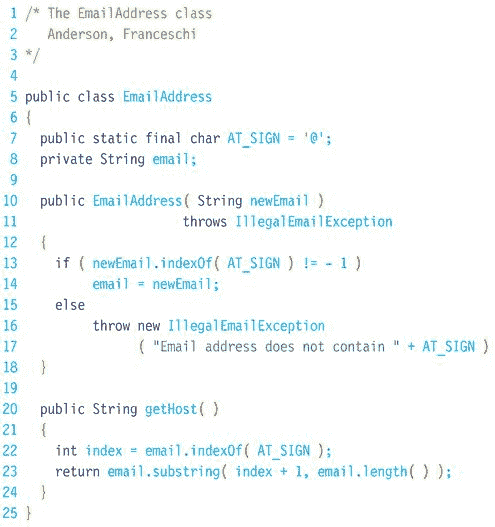 1 /* The EmailAddress class
2    Anderson, Franceschi
3 */
4
5 public class EmailAddress
6 {
7   public static final char AT_SIGN = '@';
8   private String email;
9
10   public EmailAddress( String newEmail )
11                     throws IllegalEmailException
12   {
13     if ( newEmail.indexOf( AT_SIGN ) != - 1 )
14          email = newEmail;
15     else
16          throw new IllegalEmailException
17                ( "Email address does not contain " + AT_SIGN )
18   }
19
20   public String getHost( )
21   {
22     int index = email.indexOf( AT_SIGN );
23     return email.substring( index + 1, email.length( ) );
24   }
25 }